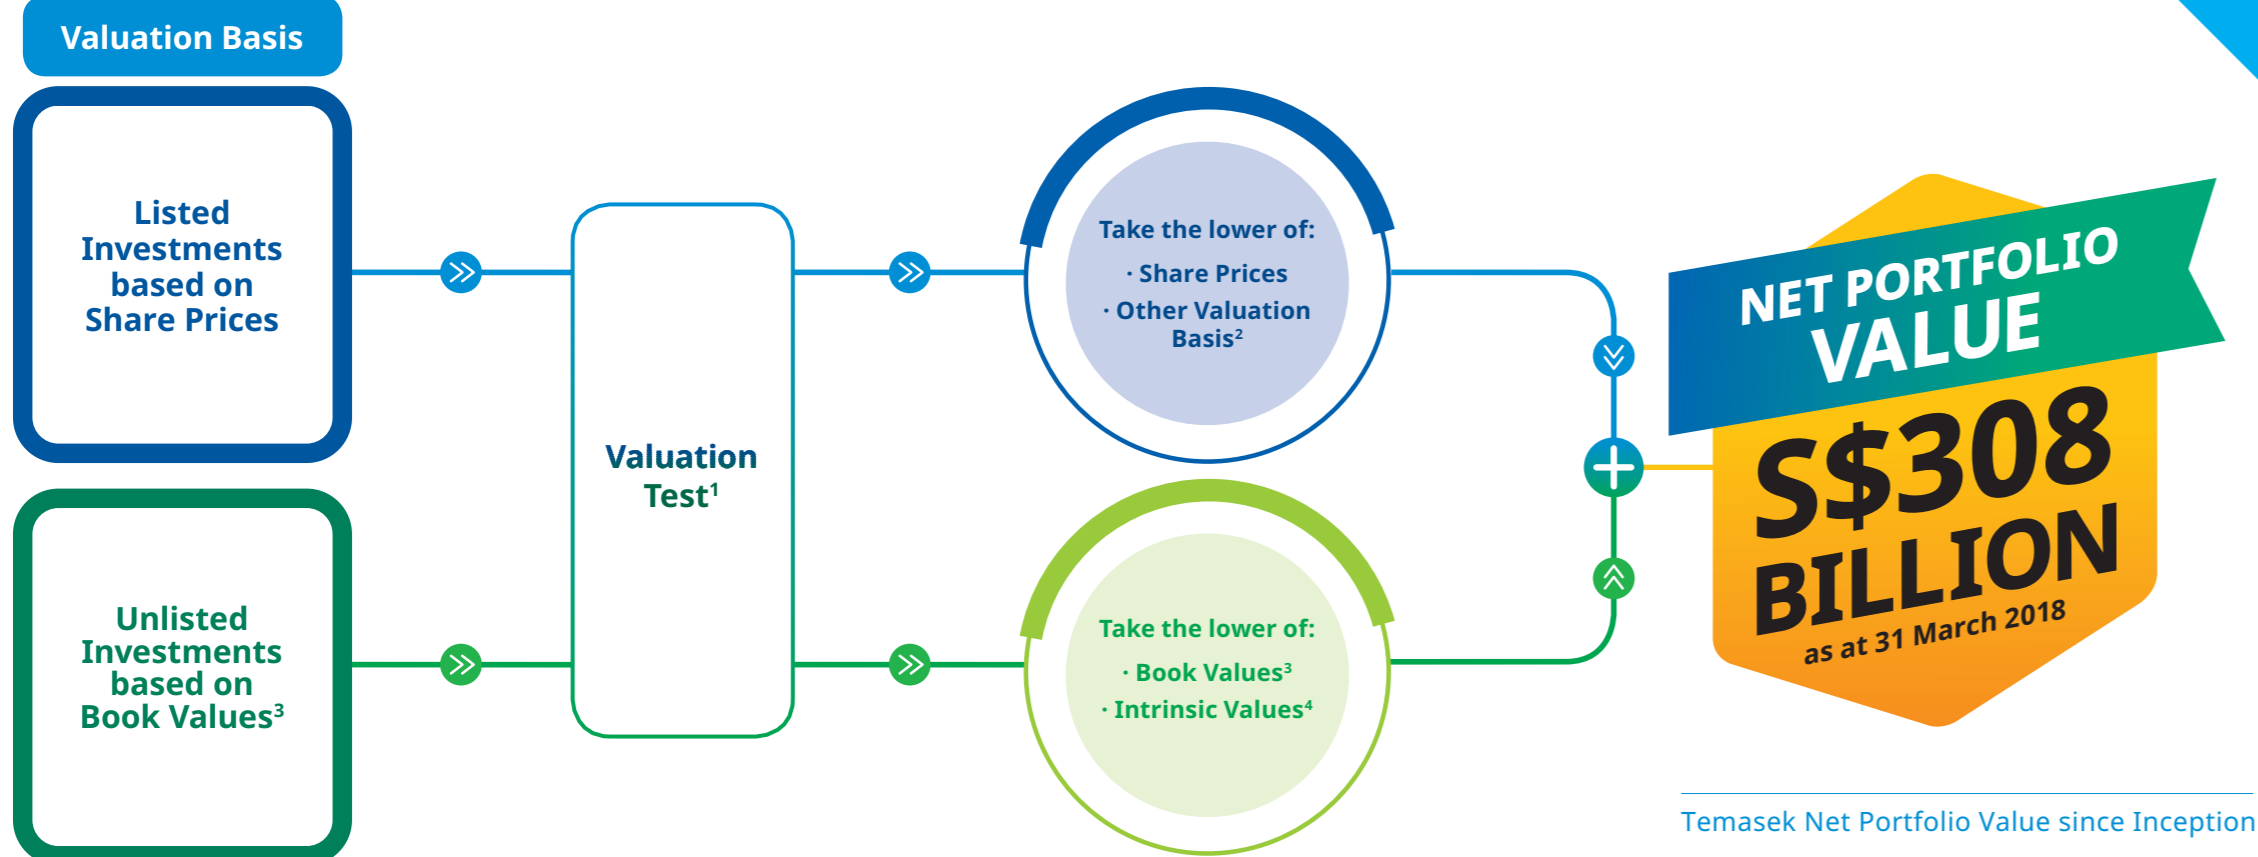 Valuation Basis
Listed
Investments
based on
Share Prices
Unlisted
Investments
based on
Book Values³
Valuation
Test¹
Take the lower of:
· Share Prices
· Other Valuation
Basis²
Take the lower of:
· Book Values³
· Intrinsic Values⁴
NET PORTFOLIO
VALUE
S$308
BILLION
as at 31 March 2018
Temasek Net Portfolio Value since Inception